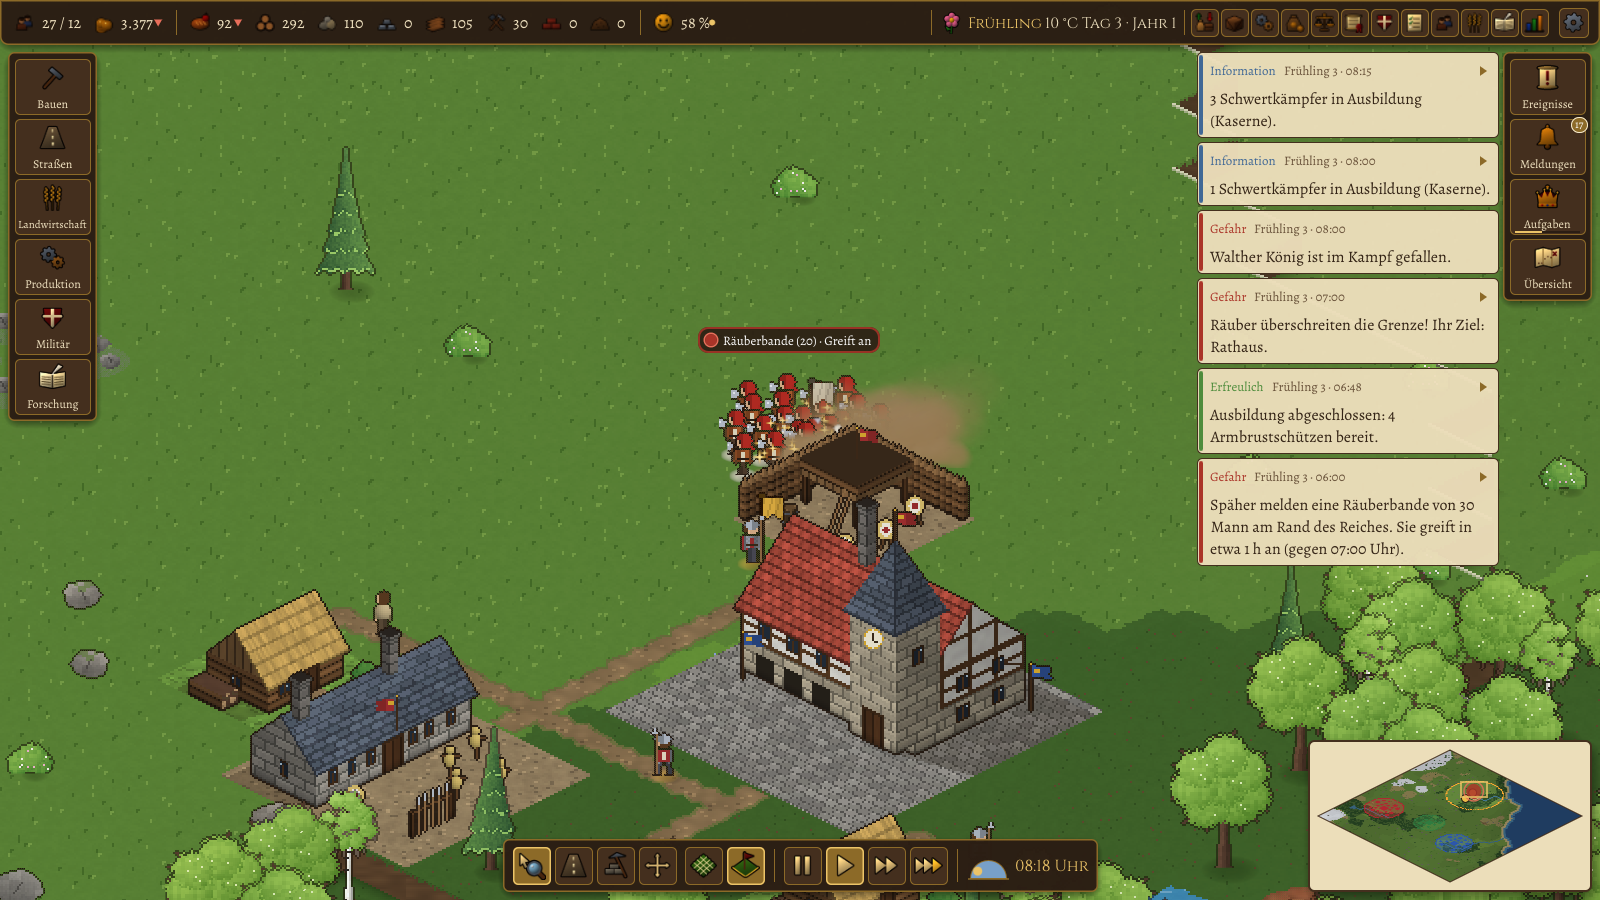 27 / 12
3.377
92
292
110
0
105
30
0
0
58 %
Frühling 10 °C Tag 3 · Jahr 1
Bauen
Straßen
Landwirtschaft
Produktion
Militär
Forschung
Räuberbande (20) · Greift an
Information Frühling 3 · 08:15
3 Schwertkämpfer in Ausbildung
(Kaserne).
Information Frühling 3 · 08:00
1 Schwertkämpfer in Ausbildung (Kaserne).
Gefahr Frühling 3 · 08:00
Walther König ist im Kampf gefallen.
Gefahr Frühling 3 · 07:00
Räuber überschreiten die Grenze! Ihr Ziel:
Rathaus.
Erfreulich Frühling 3 · 06:48
Ausbildung abgeschlossen: 4
Armbrustschützen bereit.
Gefahr Frühling 3 · 06:00
Späher melden eine Räuberbande von 30
Mann am Rand des Reiches. Sie greift in
etwa 1 h an (gegen 07:00 Uhr).
Ereignisse
17
Meldungen
Aufgaben
Übersicht
08:18 Uhr